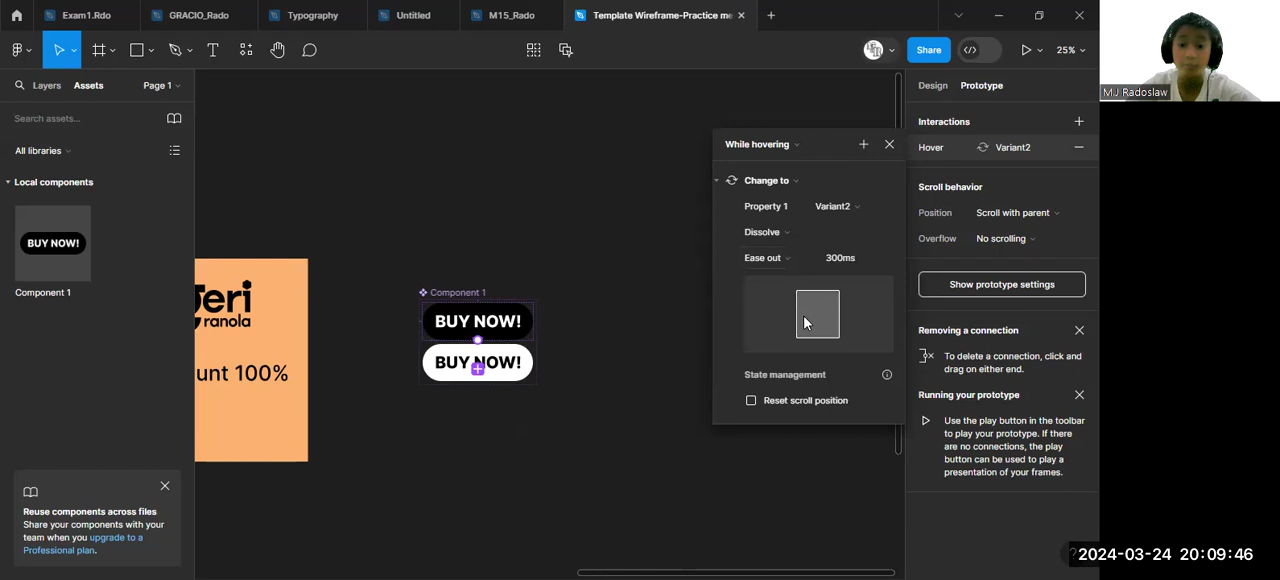 Exam1.Rdo
GRACIO_Rado
Typography
Untitled
M15_Rado
Template Wireframe-Practice me
Share
25%
Layers
Assets
Page 1
Search assets...
All libraries
Local components
BUY NOW!
Component 1
Reuse components across files
Share your components with your
team when you upgrade to a
Professional plan.
Jeri
ranola
unt 100%
Component 1
BUY NOW!
BUY NOW!
While hovering
Change to
Property 1
Variant2
Dissolve
Ease out
300ms
State management
Reset scroll position
Design
Prototype
Interactions
Hover
Variant2
Scroll behavior
Position
Scroll with parent
Overflow
No scrolling
Show prototype settings
Removing a connection
To delete a connection, click and
drag on either end.
Running your prototype
Use the play button in the toolbar
to play your prototype. If there
are no connections, the play
button can be used to play a
presentation of your frames.
M.J Radoslaw
2024-03-24 20:09:46